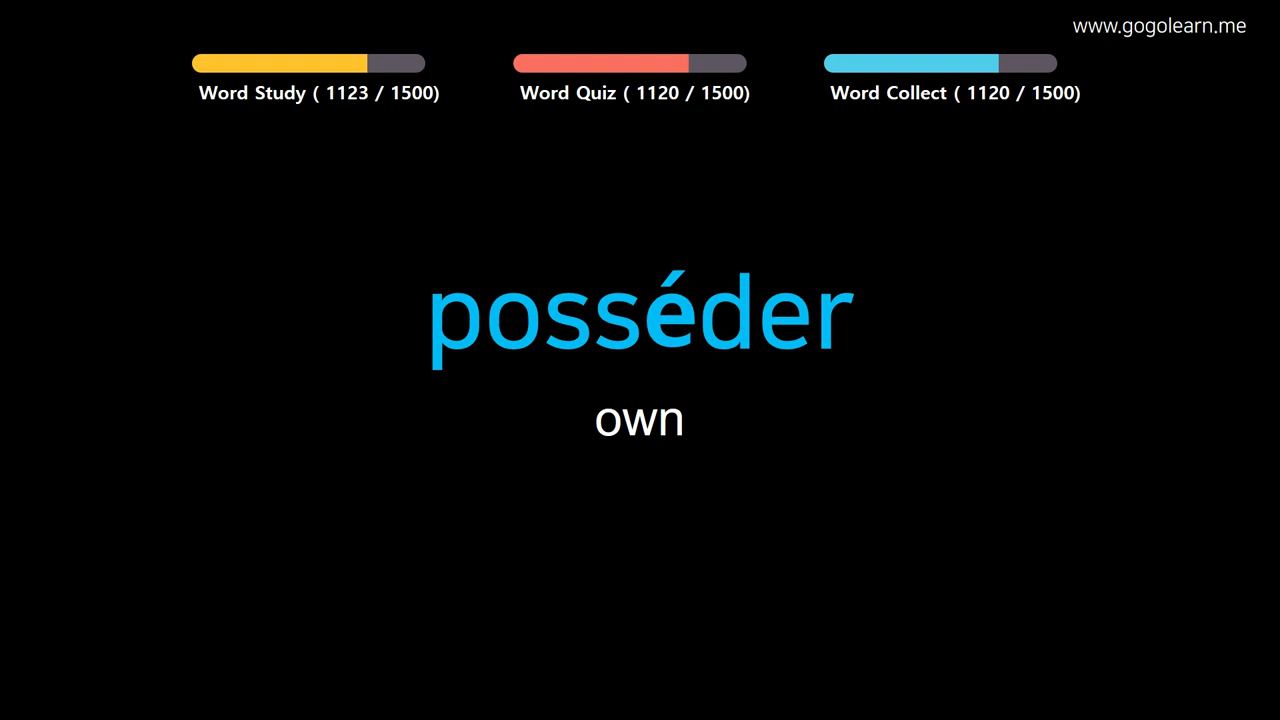 www.gogolearn.me
Word Study ( 1123 / 1500)
Word Quiz ( 1120 / 1500)
Word Collect ( 1120 / 1500)
posséder
own